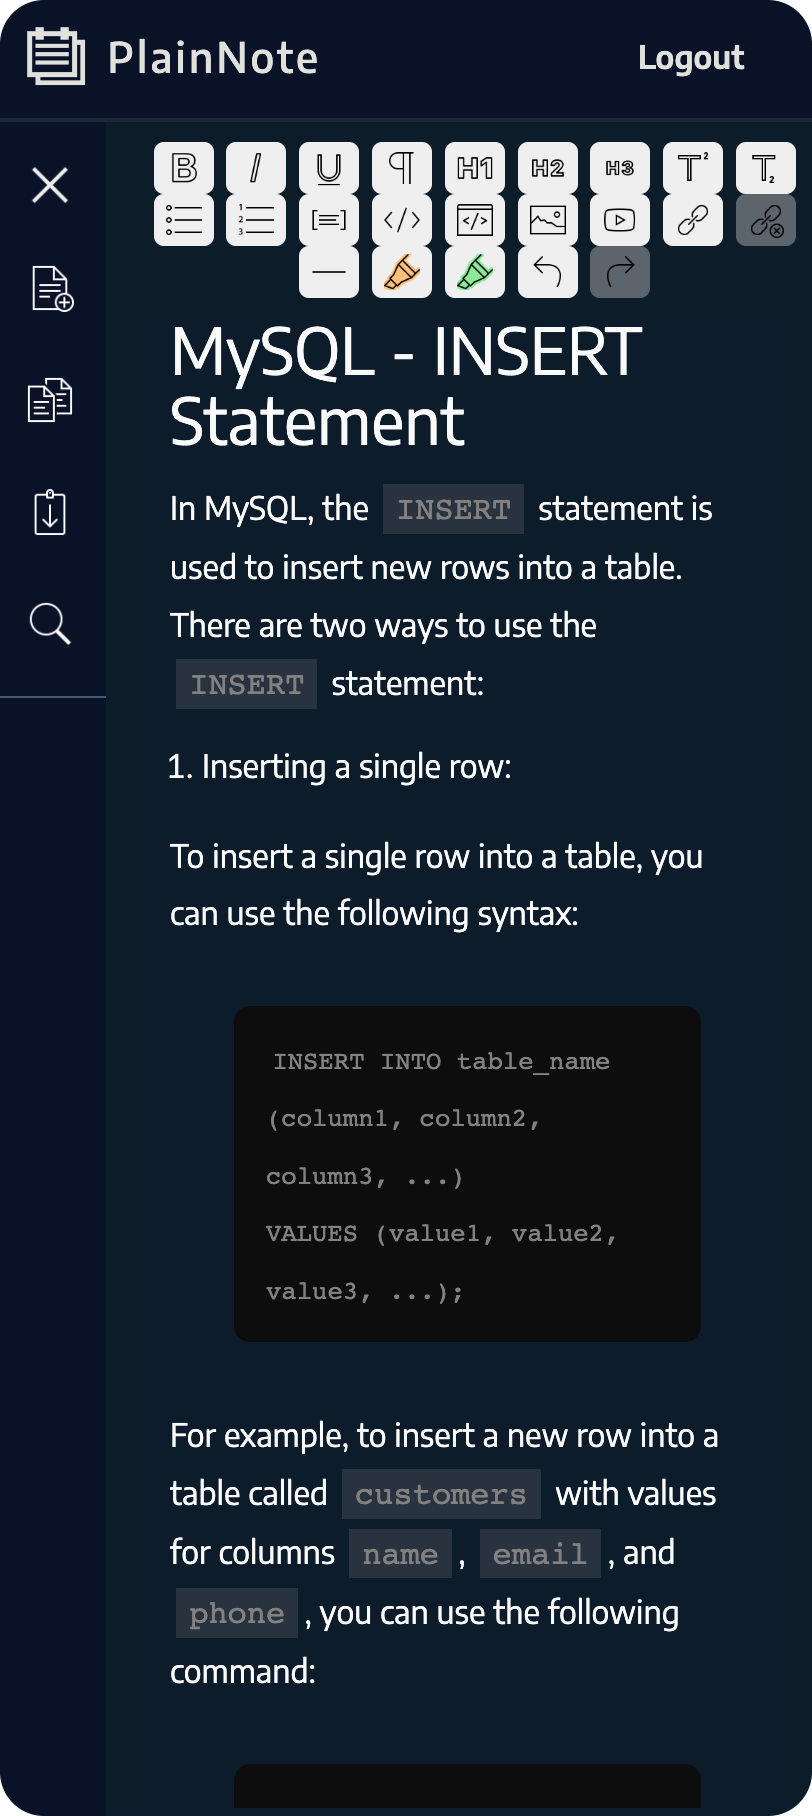 PlainNote
Logout
B I U ¶ H1 H2 H3 T² T₂
MySQL - INSERT
Statement
In MySQL, the INSERT statement is
used to insert new rows into a table.
There are two ways to use the
INSERT statement:
1. Inserting a single row:
To insert a single row into a table, you
can use the following syntax:
INSERT INTO table_name
(column1, column2,
column3, ...)
VALUES (value1, value2,
value3, ...);
For example, to insert a new row into a
table called customers with values
for columns name , email , and
phone , you can use the following
command: